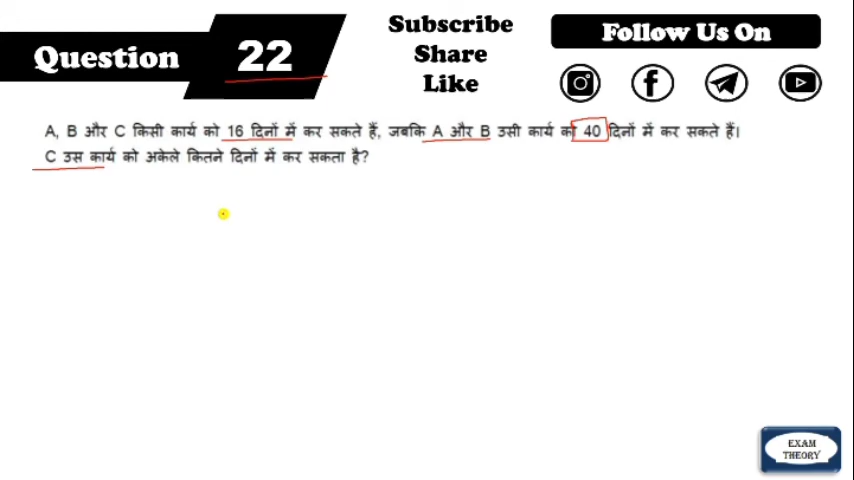 Question
22
Subscribe
Share
Like
Follow Us On
A, B और C किसी कार्य को 16 दिनों में कर सकते हैं, जबकि A और B उसी कार्य को 40 दिनों में कर सकते हैं।
C उस कार्य को अकेले कितने दिनों में कर सकता है?
EXAM
THEORY